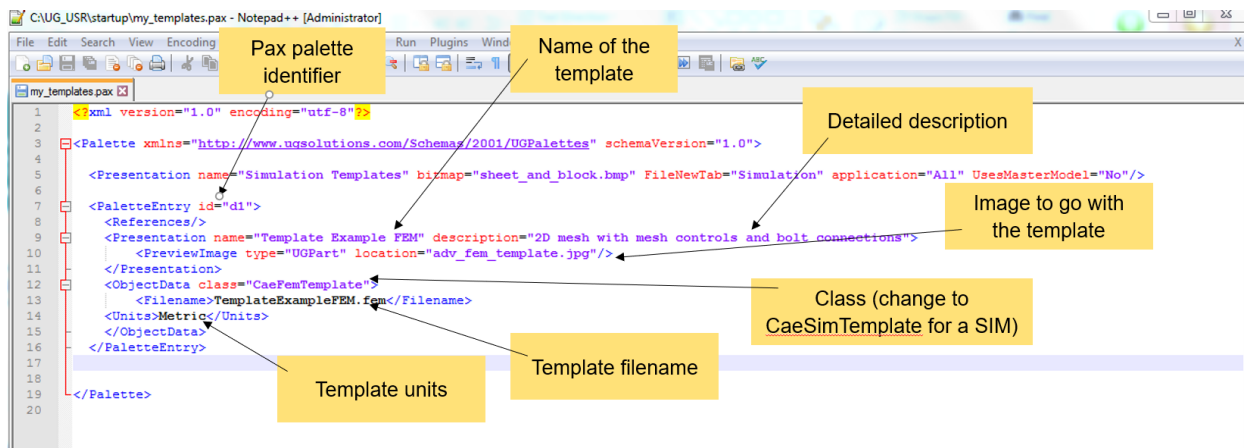 C:\UG_USR\startup\my_templates.pax - Notepad++ [Administrator]
File Edit Search View Encoding Run Plugins X
Pax palette
identifier
Name of the
template
my_templates.pax
Detailed description
1 <?xml version="1.0" encoding="utf-8"?>
2
3 <Palette xmlns="http://www.ugsolutions.com/Schemas/2001/UGPalettes" schemaVersion="1.0">
4
5 <Presentation name="Simulation Templates" bitmap="sheet_and_block.bmp" FileNewTab="Simulation" application="All" UsesMasterModel="No"/>
6
7 <PaletteEntry id="d1">
8 <References/>
9 <Presentation name="Template Example FEM" description="2D mesh with mesh controls and bolt connections">
10 <PreviewImage type="UGPart" location="adv_fem_template.jpg"/>
11 </Presentation>
12 <ObjectData class="CaeFemTemplate">
13 <Filename>TemplateExampleFEM.fem</Filename>
14 <Units>Metric</Units>
15 </ObjectData>
16 </PaletteEntry>
17
18
19 </Palette>
20
Image to go with
the template
Class (change to
CaeSimTemplate for a SIM)
Template filename
Template units